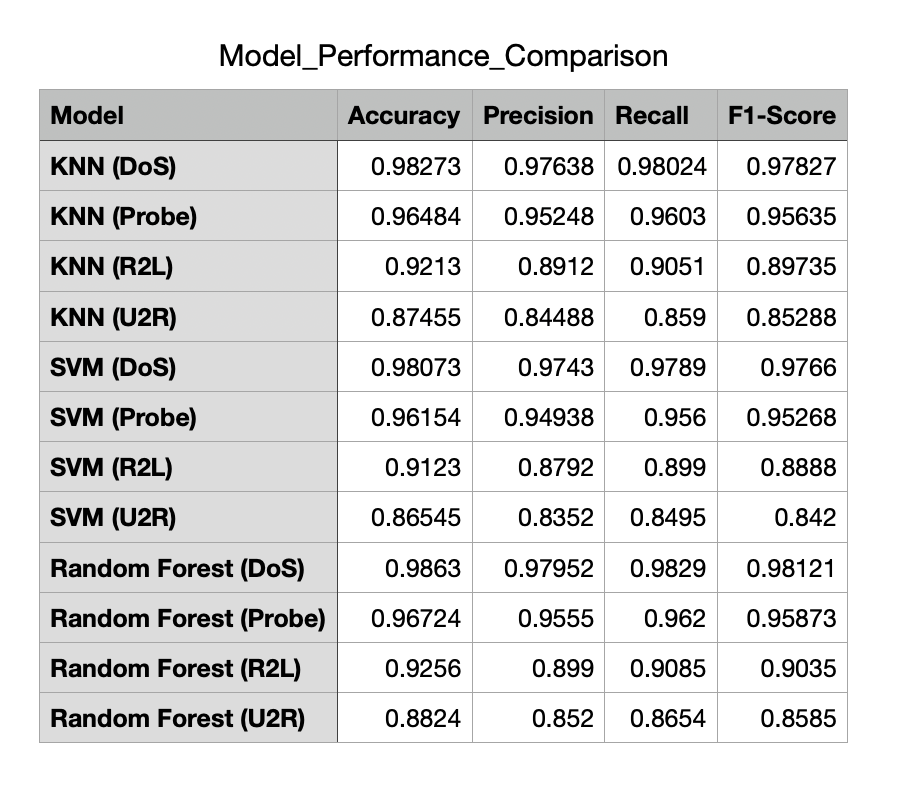 Model_Performance_Comparison
Model Accuracy Precision Recall F1-Score
KNN (DoS) 0.98273 0.97638 0.98024 0.97827
KNN (Probe) 0.96484 0.95248 0.9603 0.95635
KNN (R2L) 0.9213 0.8912 0.9051 0.89735
KNN (U2R) 0.87455 0.84488 0.859 0.85288
SVM (DoS) 0.98073 0.9743 0.9789 0.9766
SVM (Probe) 0.96154 0.94938 0.956 0.95268
SVM (R2L) 0.9123 0.8792 0.899 0.8888
SVM (U2R) 0.86545 0.8352 0.8495 0.842
Random Forest (DoS) 0.9863 0.97952 0.9829 0.98121
Random Forest (Probe) 0.96724 0.9555 0.962 0.95873
Random Forest (R2L) 0.9256 0.899 0.9085 0.9035
Random Forest (U2R) 0.8824 0.852 0.8654 0.8585